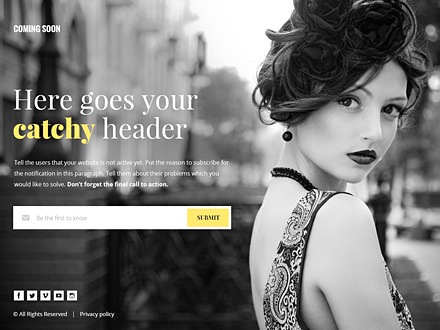 COMING SOON
Here goes your
catchy header
Tell the users that your website is not active yet. Put the reason to subscribe for
the notification in this paragraph. Tell them about their problems which you
would like to solve. Don't forget the final call to action.
Be the first to know
SUBMIT
© All Rights Reserved | Privacy policy